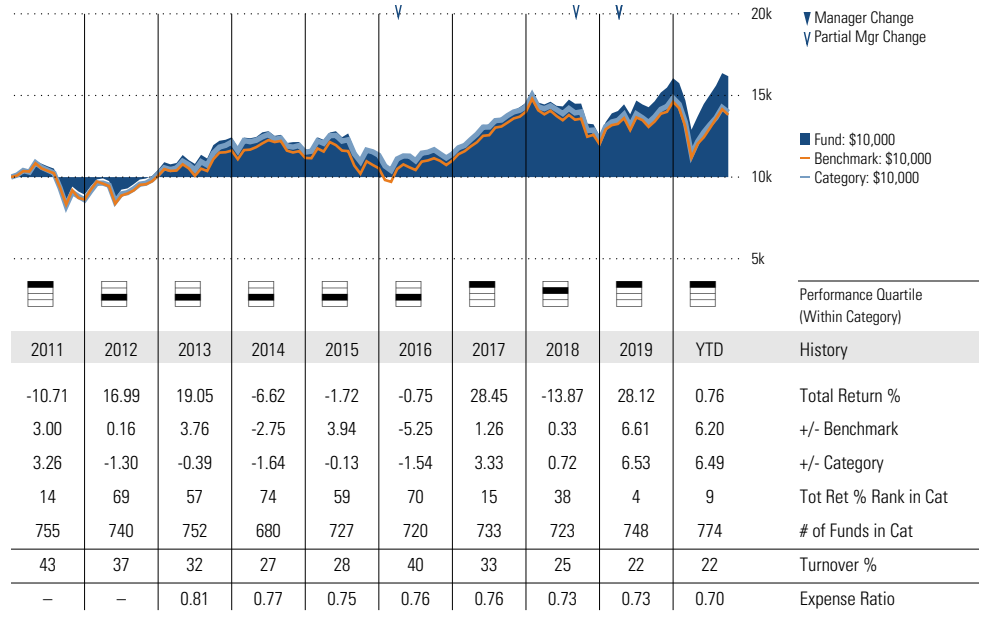 20k
Manager Change
Partial Mgr Change
15k
Fund: $10,000
Benchmark: $10,000
Category: $10,000
10k
5k
Performance Quartile
(Within Category)
2011 2012 2013 2014 2015 2016 2017 2018 2019 YTD History
-10.71 16.99 19.05 -6.62 -1.72 -0.75 28.45 -13.87 28.12 0.76 Total Return %
3.00 0.16 3.76 -2.75 3.94 -5.25 1.26 0.33 6.61 6.20 +/- Benchmark
3.26 -1.30 -0.39 -1.64 -0.13 -1.54 3.33 0.72 6.53 6.49 +/- Category
14 69 57 74 59 70 15 38 4 9 Tot Ret % Rank in Cat
755 740 752 680 727 720 733 723 748 774 # of Funds in Cat
43 37 32 27 28 40 33 25 22 22 Turnover %
– – 0.81 0.77 0.75 0.76 0.76 0.73 0.73 0.70 Expense Ratio